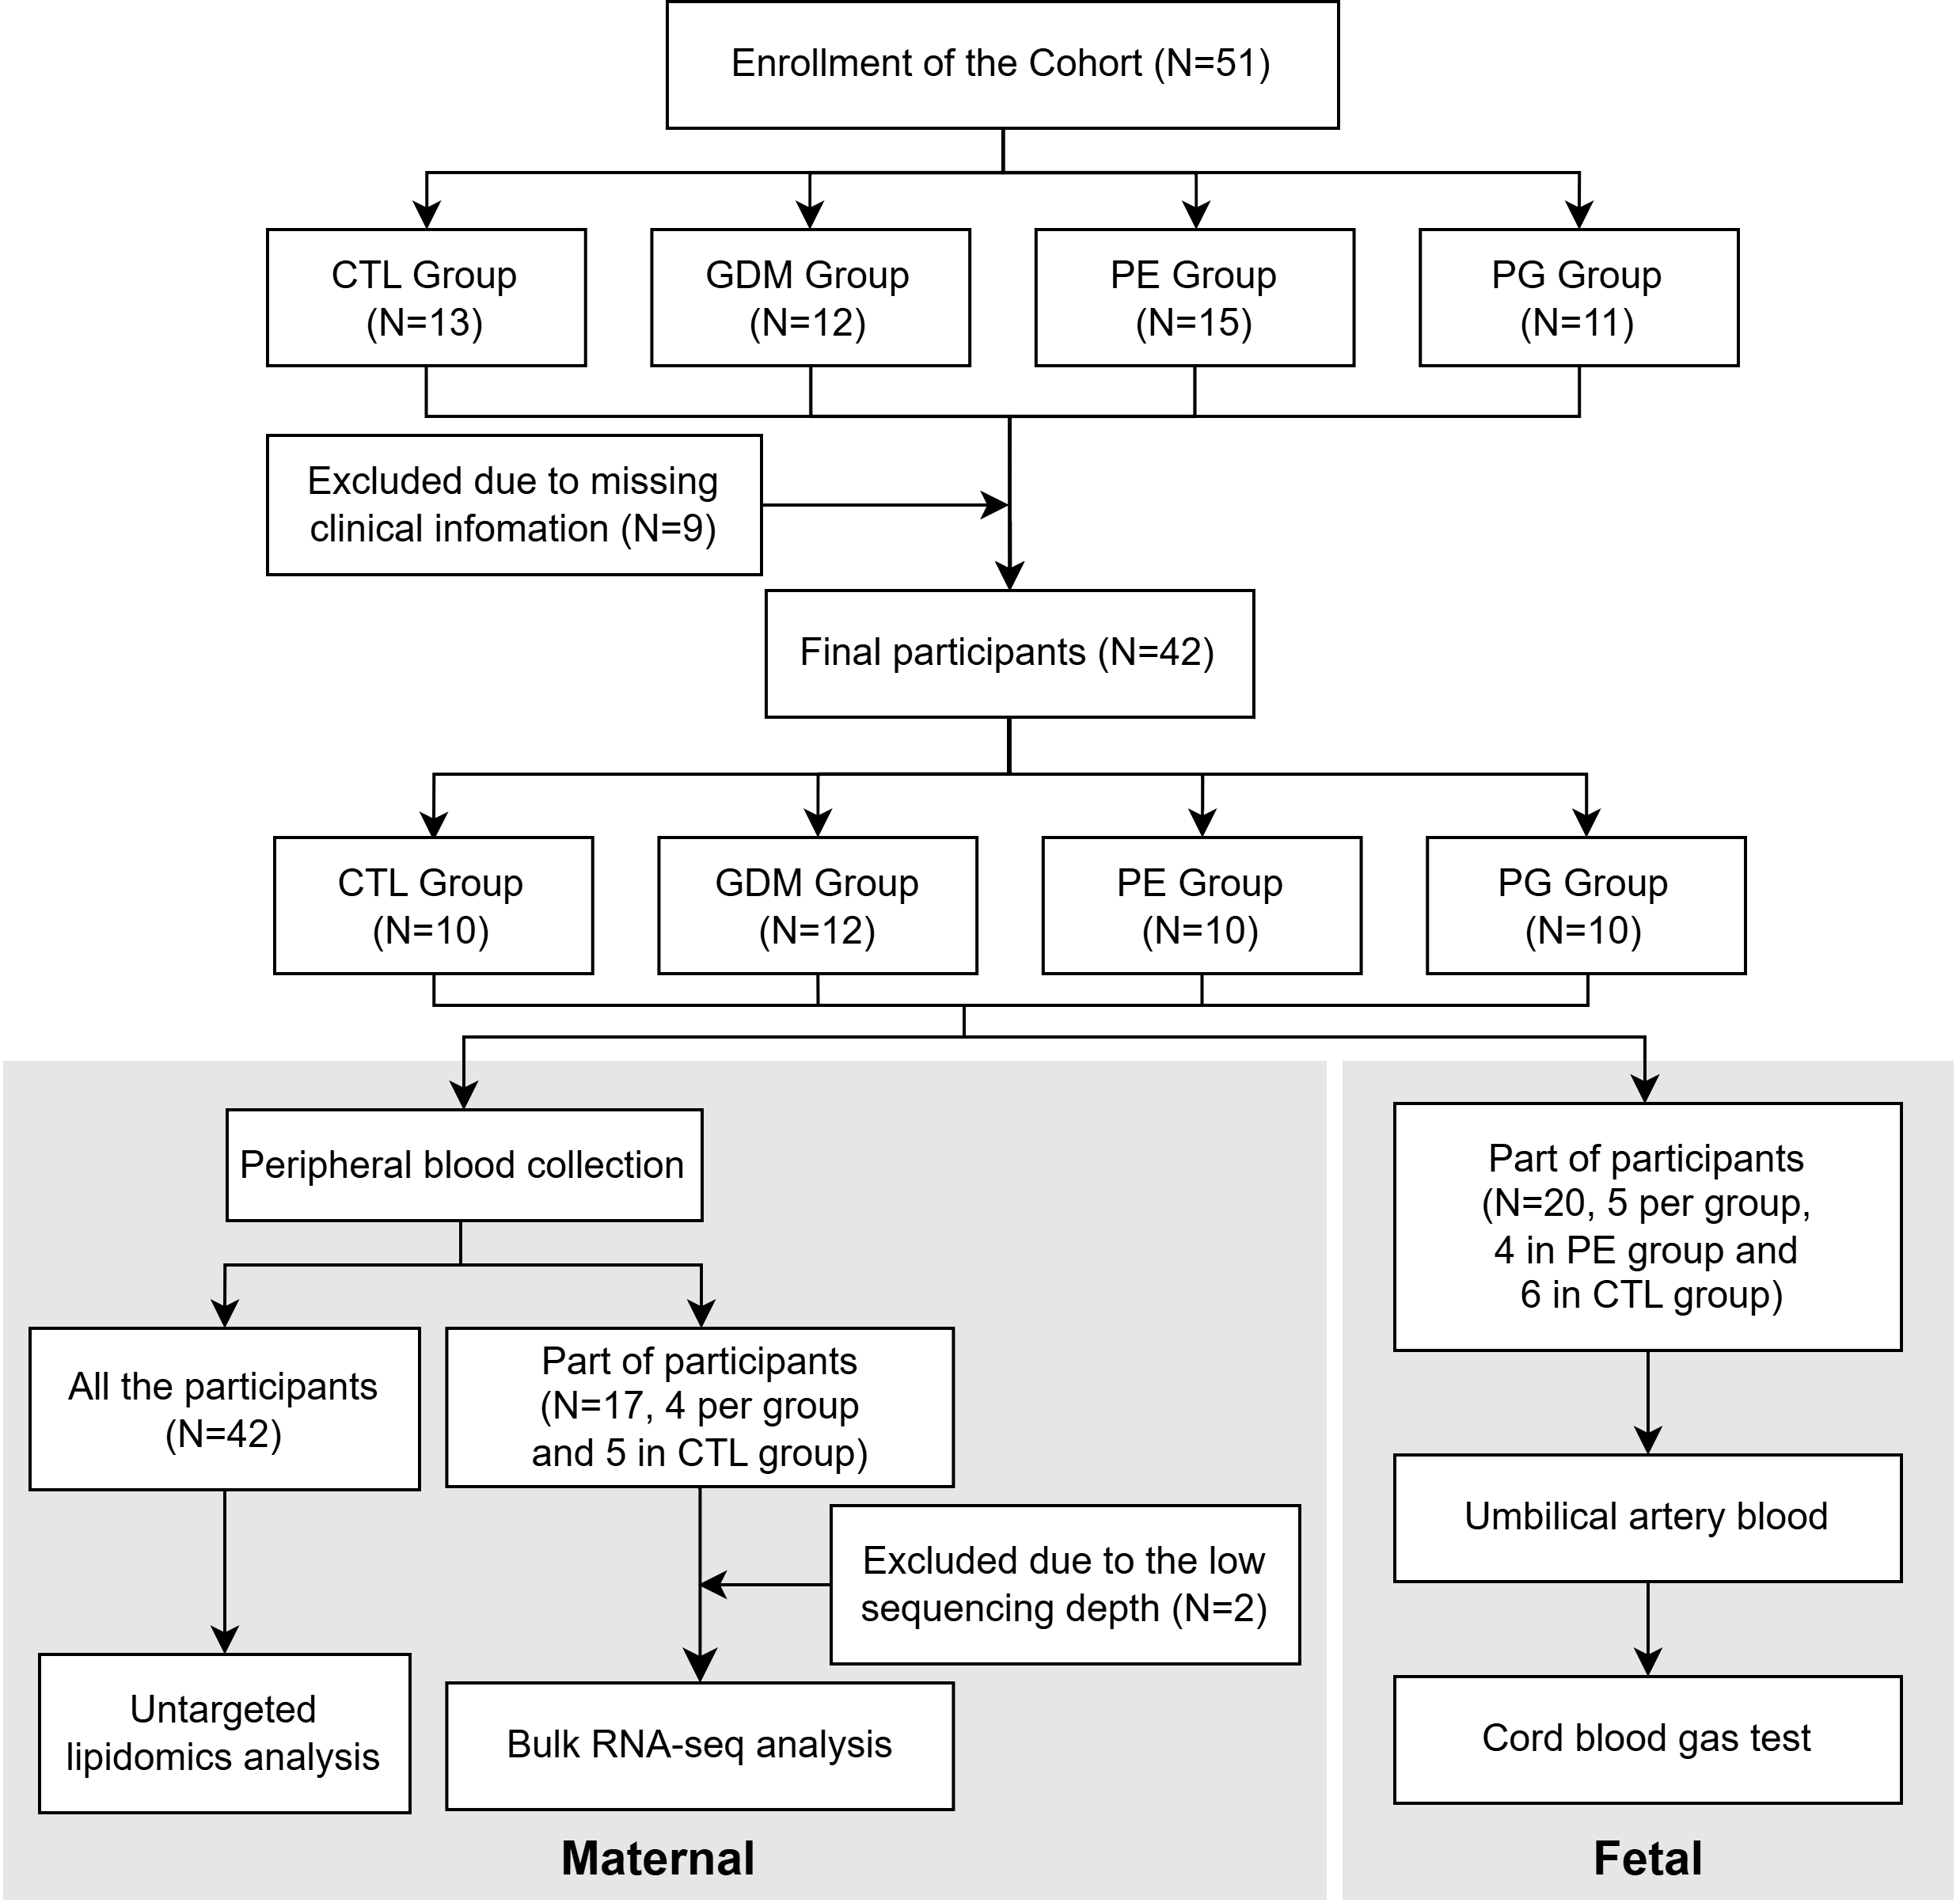 Enrollment of the Cohort (N=51)
CTL Group
(N=13)
GDM Group
(N=12)
PE Group
(N=15)
PG Group
(N=11)
Excluded due to missing
clinical infomation (N=9)
Final participants (N=42)
CTL Group
(N=10)
GDM Group
(N=12)
PE Group
(N=10)
PG Group
(N=10)
Peripheral blood collection
All the participants
(N=42)
Part of participants
(N=17, 4 per group
and 5 in CTL group)
Excluded due to the low
sequencing depth (N=2)
Untargeted
lipidomics analysis
Bulk RNA-seq analysis
Maternal
Part of participants
(N=20, 5 per group,
4 in PE group and
6 in CTL group)
Umbilical artery blood
Cord blood gas test
Fetal